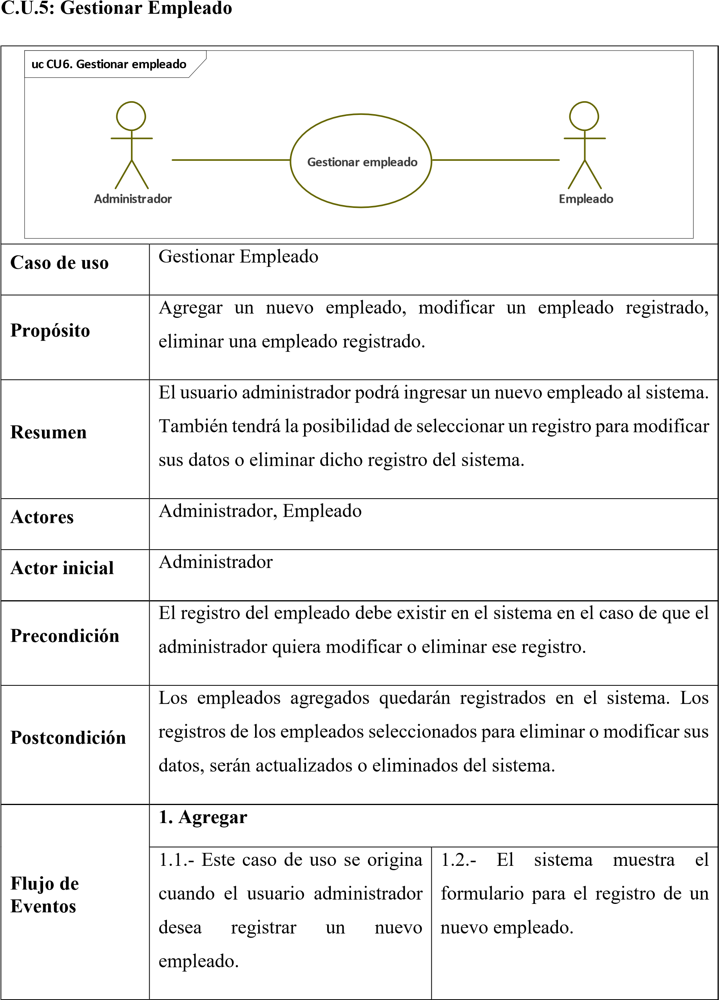 C.U.5: Gestionar Empleado
uc CU6. Gestionar empleado
Gestionar empleado
Administrador
Empleado
Caso de uso
Gestionar Empleado
Propósito
Agregar un nuevo empleado, modificar un empleado registrado,
eliminar una empleado registrado.
Resumen
El usuario administrador podrá ingresar un nuevo empleado al sistema.
También tendrá la posibilidad de seleccionar un registro para modificar
sus datos o eliminar dicho registro del sistema.
Actores
Administrador, Empleado
Actor inicial
Administrador
Precondición
El registro del empleado debe existir en el sistema en el caso de que el
administrador quiera modificar o eliminar ese registro.
Postcondición
Los empleados agregados quedarán registrados en el sistema. Los
registros de los empleados seleccionados para eliminar o modificar sus
datos, serán actualizados o eliminados del sistema.
Flujo de
Eventos
1. Agregar
1.1.- Este caso de uso se origina
cuando el usuario administrador
desea registrar un nuevo
empleado.
1.2.- El sistema muestra el
formulario para el registro de un
nuevo empleado.